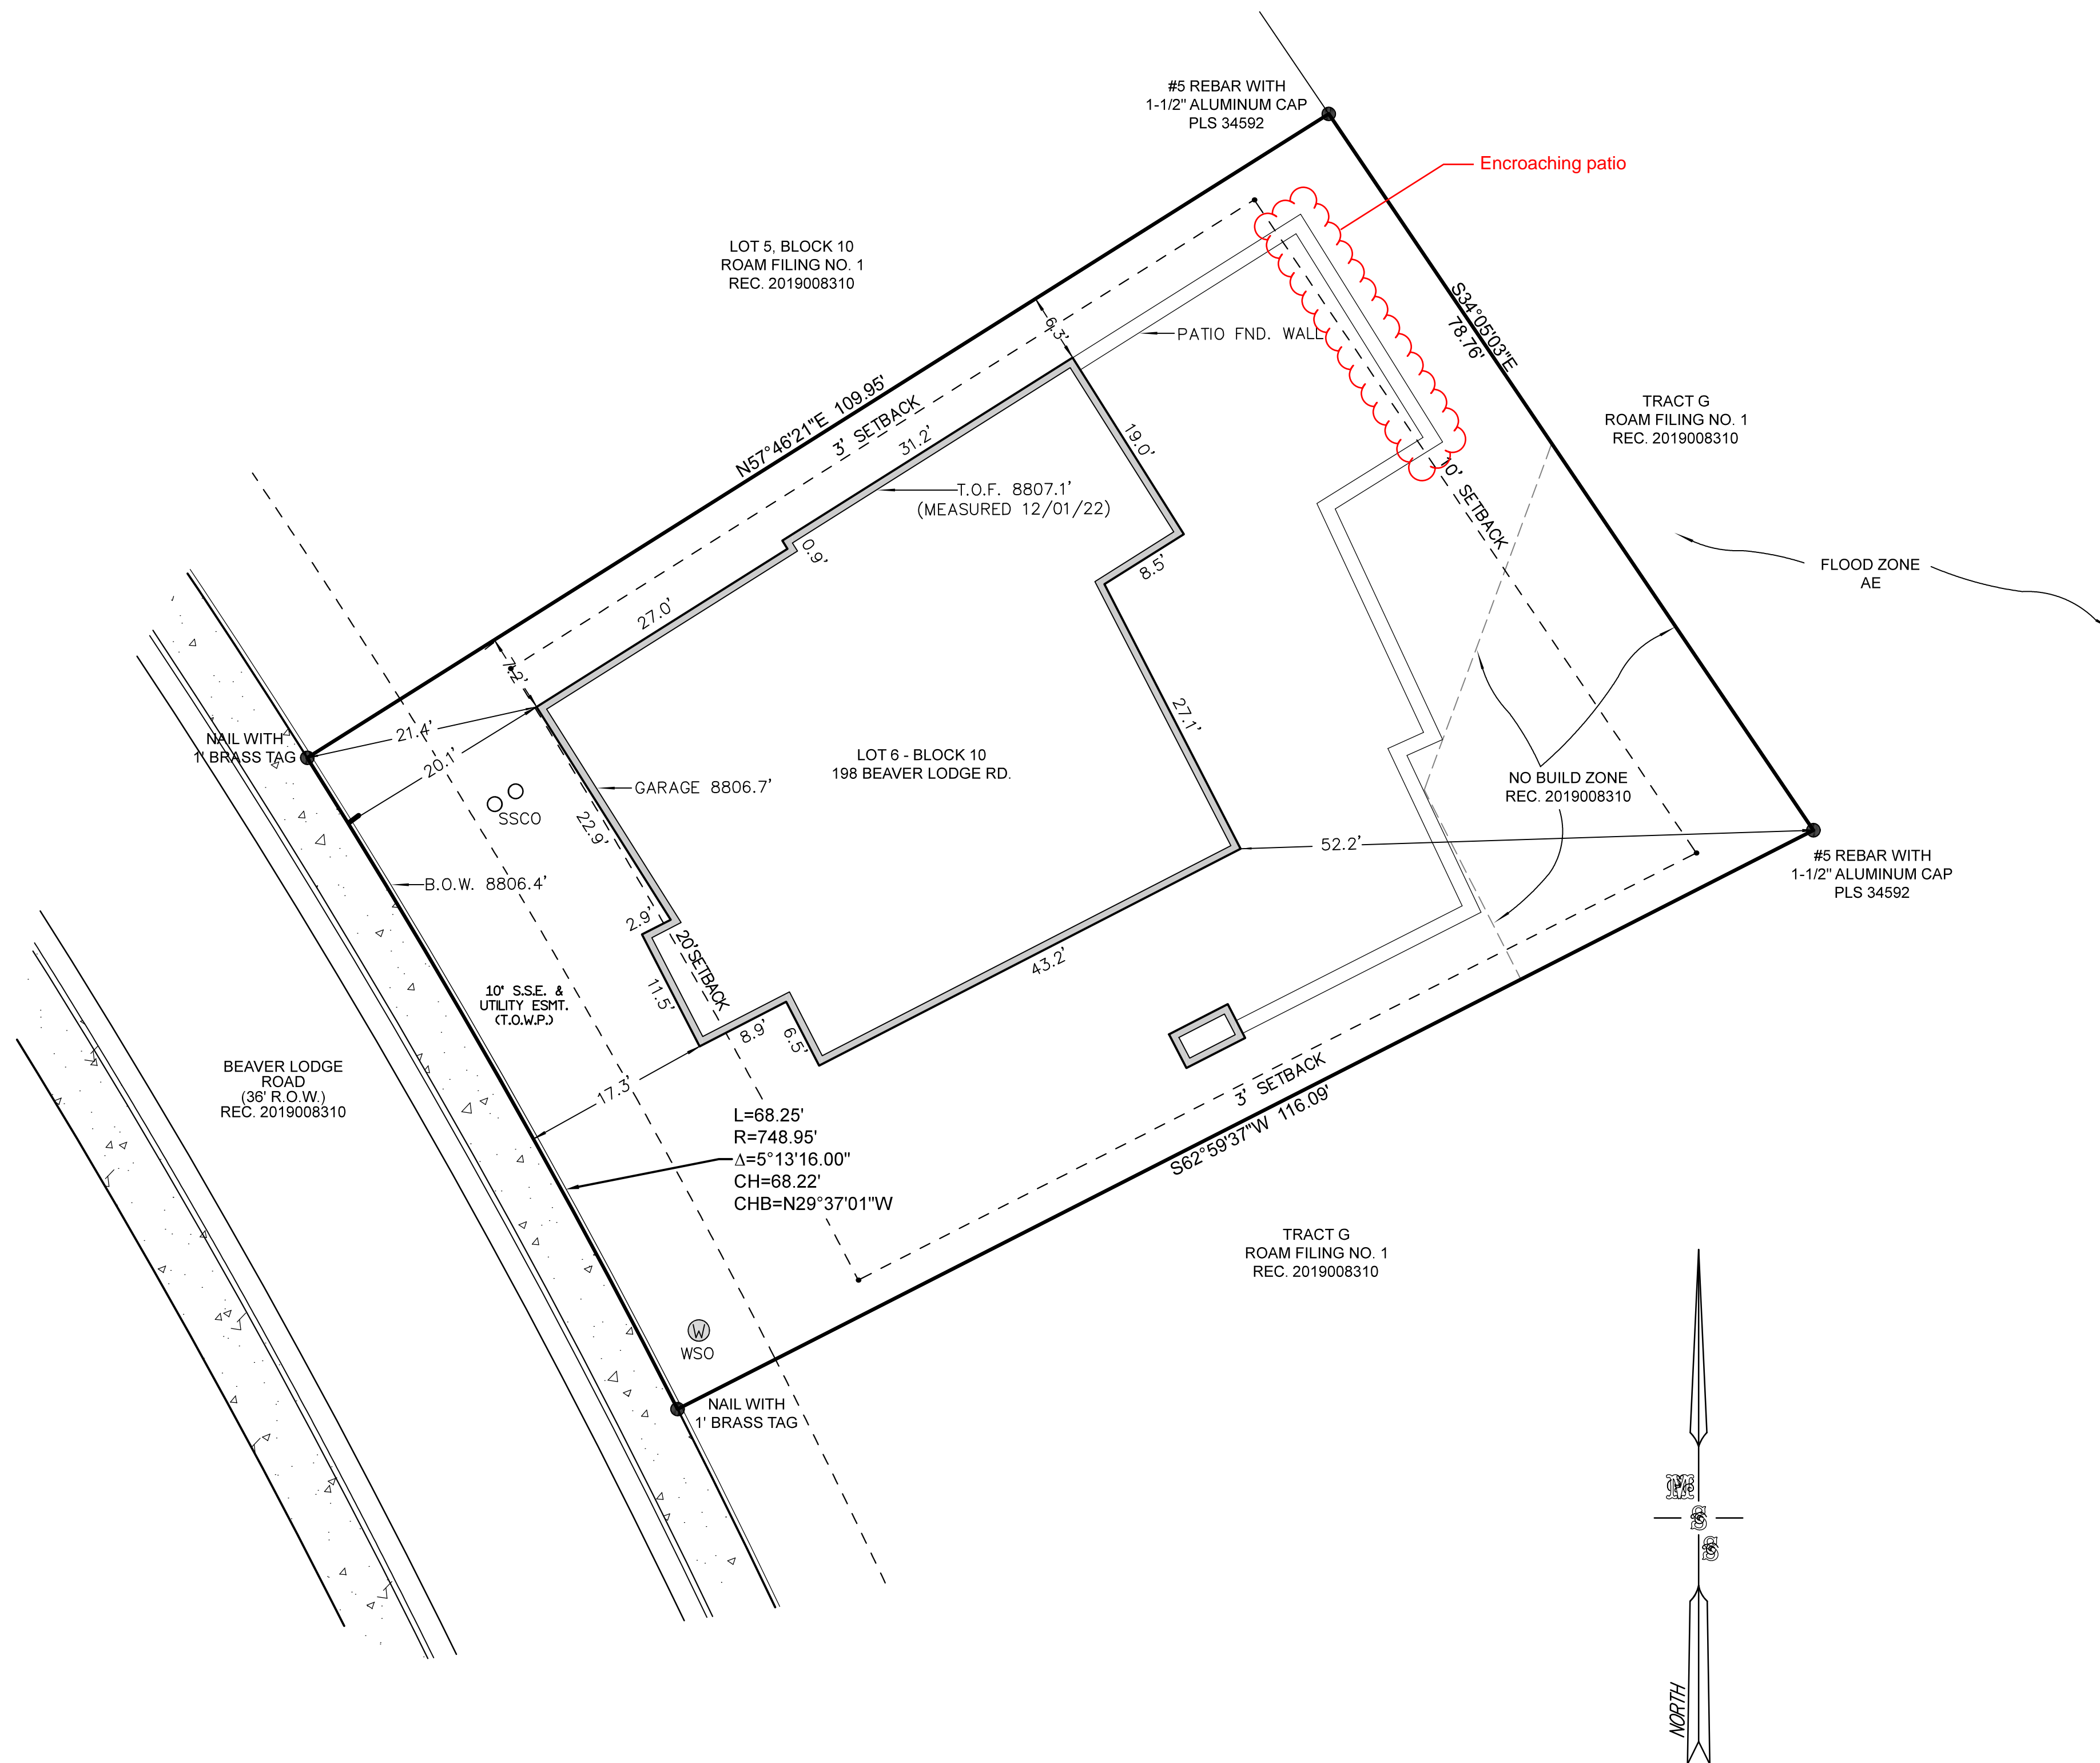 #5 REBAR WITH
1-1/2" ALUMINUM CAP
PLS 34592
Encroaching patio
LOT 5, BLOCK 10
ROAM FILING NO. 1
REC. 2019008310
6.3'
PATIO FND. WALL
S34°05'03"E
78.76'
N57°46'21"E 109.95'
3' SETBACK
31.2'
19.0'
TRACT G
ROAM FILING NO. 1
REC. 2019008310
T.O.F. 8807.1'
(MEASURED 12/01/22)
10' SETBACK
0.9'
8.5'
FLOOD ZONE
AE
27.0'
7.2'
27.1'
21.4'
NAIL WITH
1' BRASS TAG
20.1'
LOT 6 - BLOCK 10
198 BEAVER LODGE RD.
GARAGE 8806.7'
NO BUILD ZONE
REC. 2019008310
SSCO
22.9'
52.2'
#5 REBAR WITH
1-1/2" ALUMINUM CAP
PLS 34592
B.O.W. 8806.4'
2.9'
20' SETBACK
43.2'
10' S.S.E. &
UTILITY ESMT.
(T.O.W.P.)
11.5'
8.9'
6.5'
BEAVER LODGE
ROAD
(36' R.O.W.)
REC. 2019008310
17.3'
3' SETBACK
S62°59'37"W 116.09'
L=68.25'
R=748.95'
Δ=5°13'16.00"
CH=68.22'
CHB=N29°37'01"W
TRACT G
ROAM FILING NO. 1
REC. 2019008310
W
WSO
NAIL WITH
1' BRASS TAG
M
S
S
NORTH